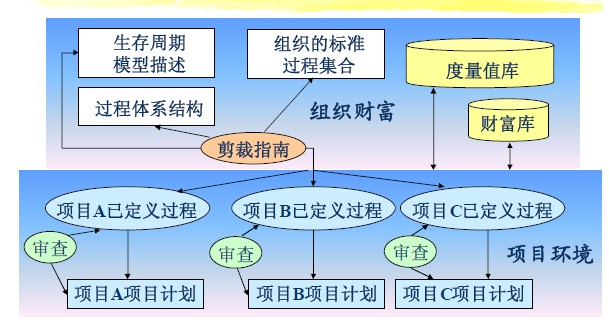 生存周期
模型描述
组织的标准
过程集合
度量值库
过程体系结构
组织财富
财富库
剪裁指南
项目A已定义过程
项目B已定义过程
项目C已定义过程
审查
审查
审查
项目环境
项目A项目计划
项目B项目计划
项目C项目计划